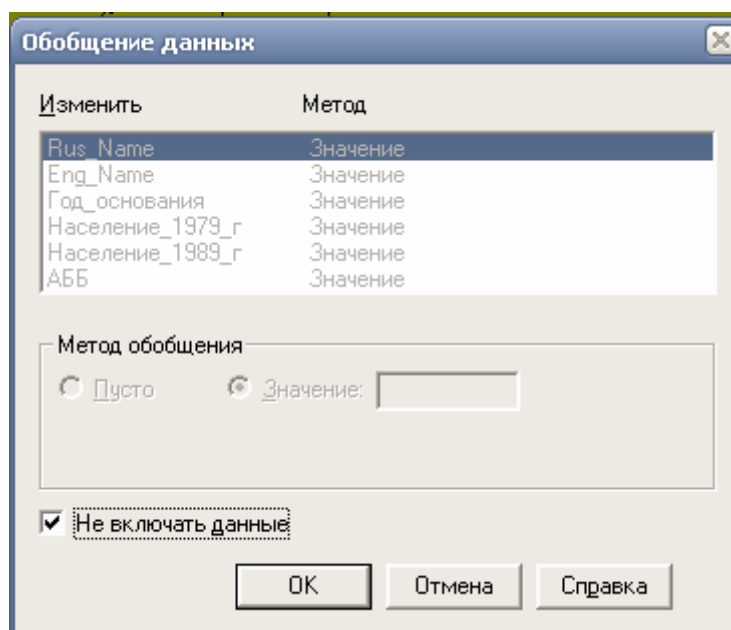 Обобщение данных
Изменить Метод
Rus_Name Значение
Eng_Name Значение
Год_основания Значение
Население_1979_г Значение
Население_1989_г Значение
АББ Значение
Метод обобщения
Пусто Значение:
Не включать данные
OK Отмена Справка